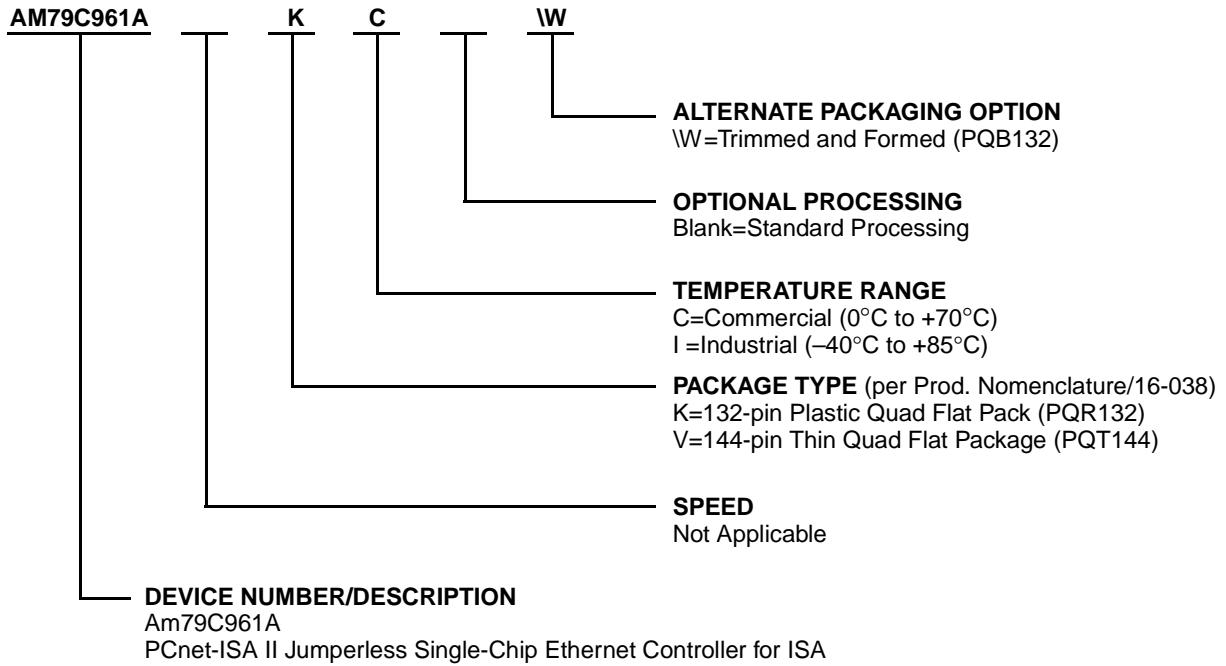 AM79C961A K C \W
ALTERNATE PACKAGING OPTION
\W=Trimmed and Formed (PQB132)
OPTIONAL PROCESSING
Blank=Standard Processing
TEMPERATURE RANGE
C=Commercial (0°C to +70°C)
I =Industrial (–40°C to +85°C)
PACKAGE TYPE (per Prod. Nomenclature/16-038)
K=132-pin Plastic Quad Flat Pack (PQR132)
V=144-pin Thin Quad Flat Package (PQT144)
SPEED
Not Applicable
DEVICE NUMBER/DESCRIPTION
Am79C961A
PCnet-ISA II Jumperless Single-Chip Ethernet Controller for ISA